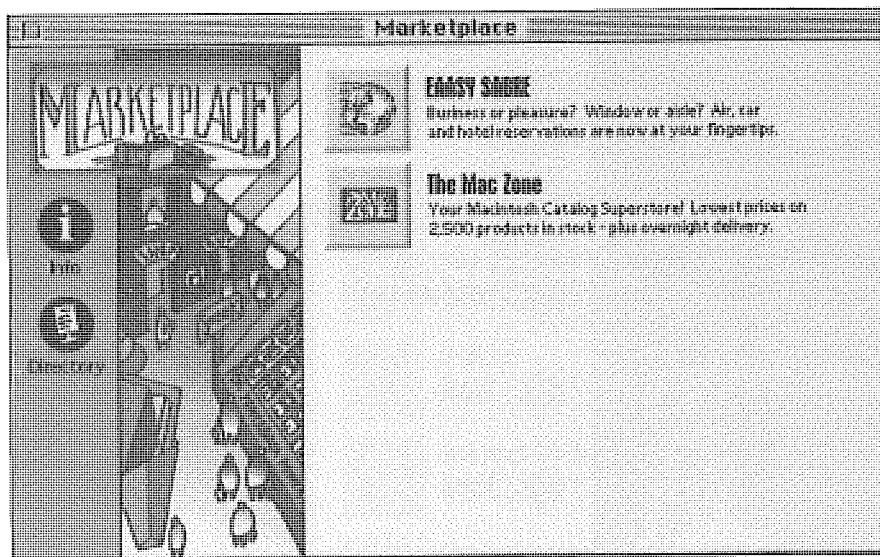 Marketplace
MARKETPLACE
EAASY SABRE
Business or pleasure? Window or aisle? Air, car
and hotel reservations are now at your fingertips.
The Mac Zone
Your Macintosh Catalog Superstore! Lowest prices on
2,500 products in stock - plus overnight delivery.
Info
Directory